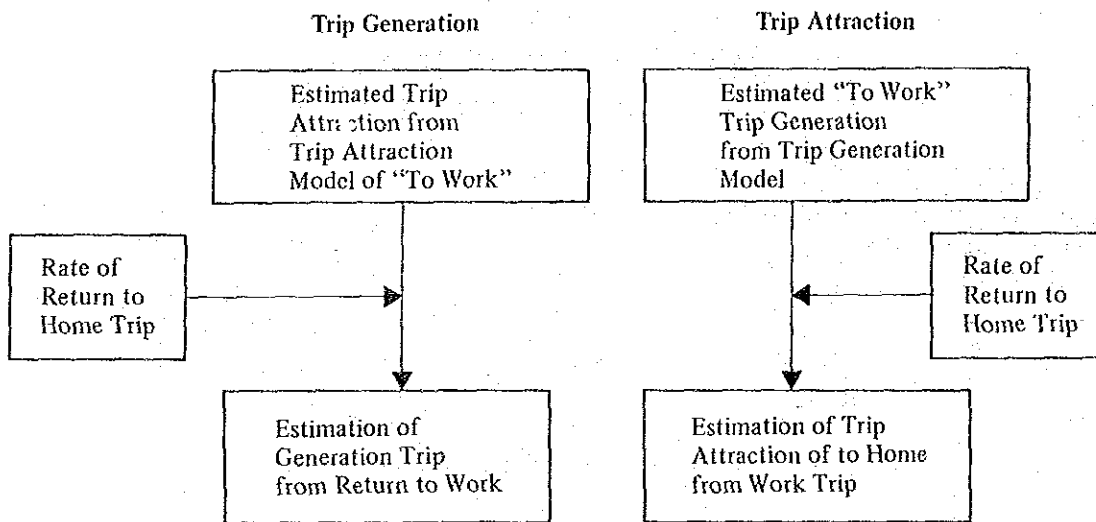 Trip Generation
Estimated Trip
Attraction from
Trip Attraction
Model of “To Work”
Rate of
Return to
Home Trip
Estimation of
Generation Trip
from Return to Work
Trip Attraction
Estimated “To Work”
Trip Generation
from Trip Generation
Model
Rate of
Return to
Home Trip
Estimation of Trip
Attraction of to Home
from Work Trip